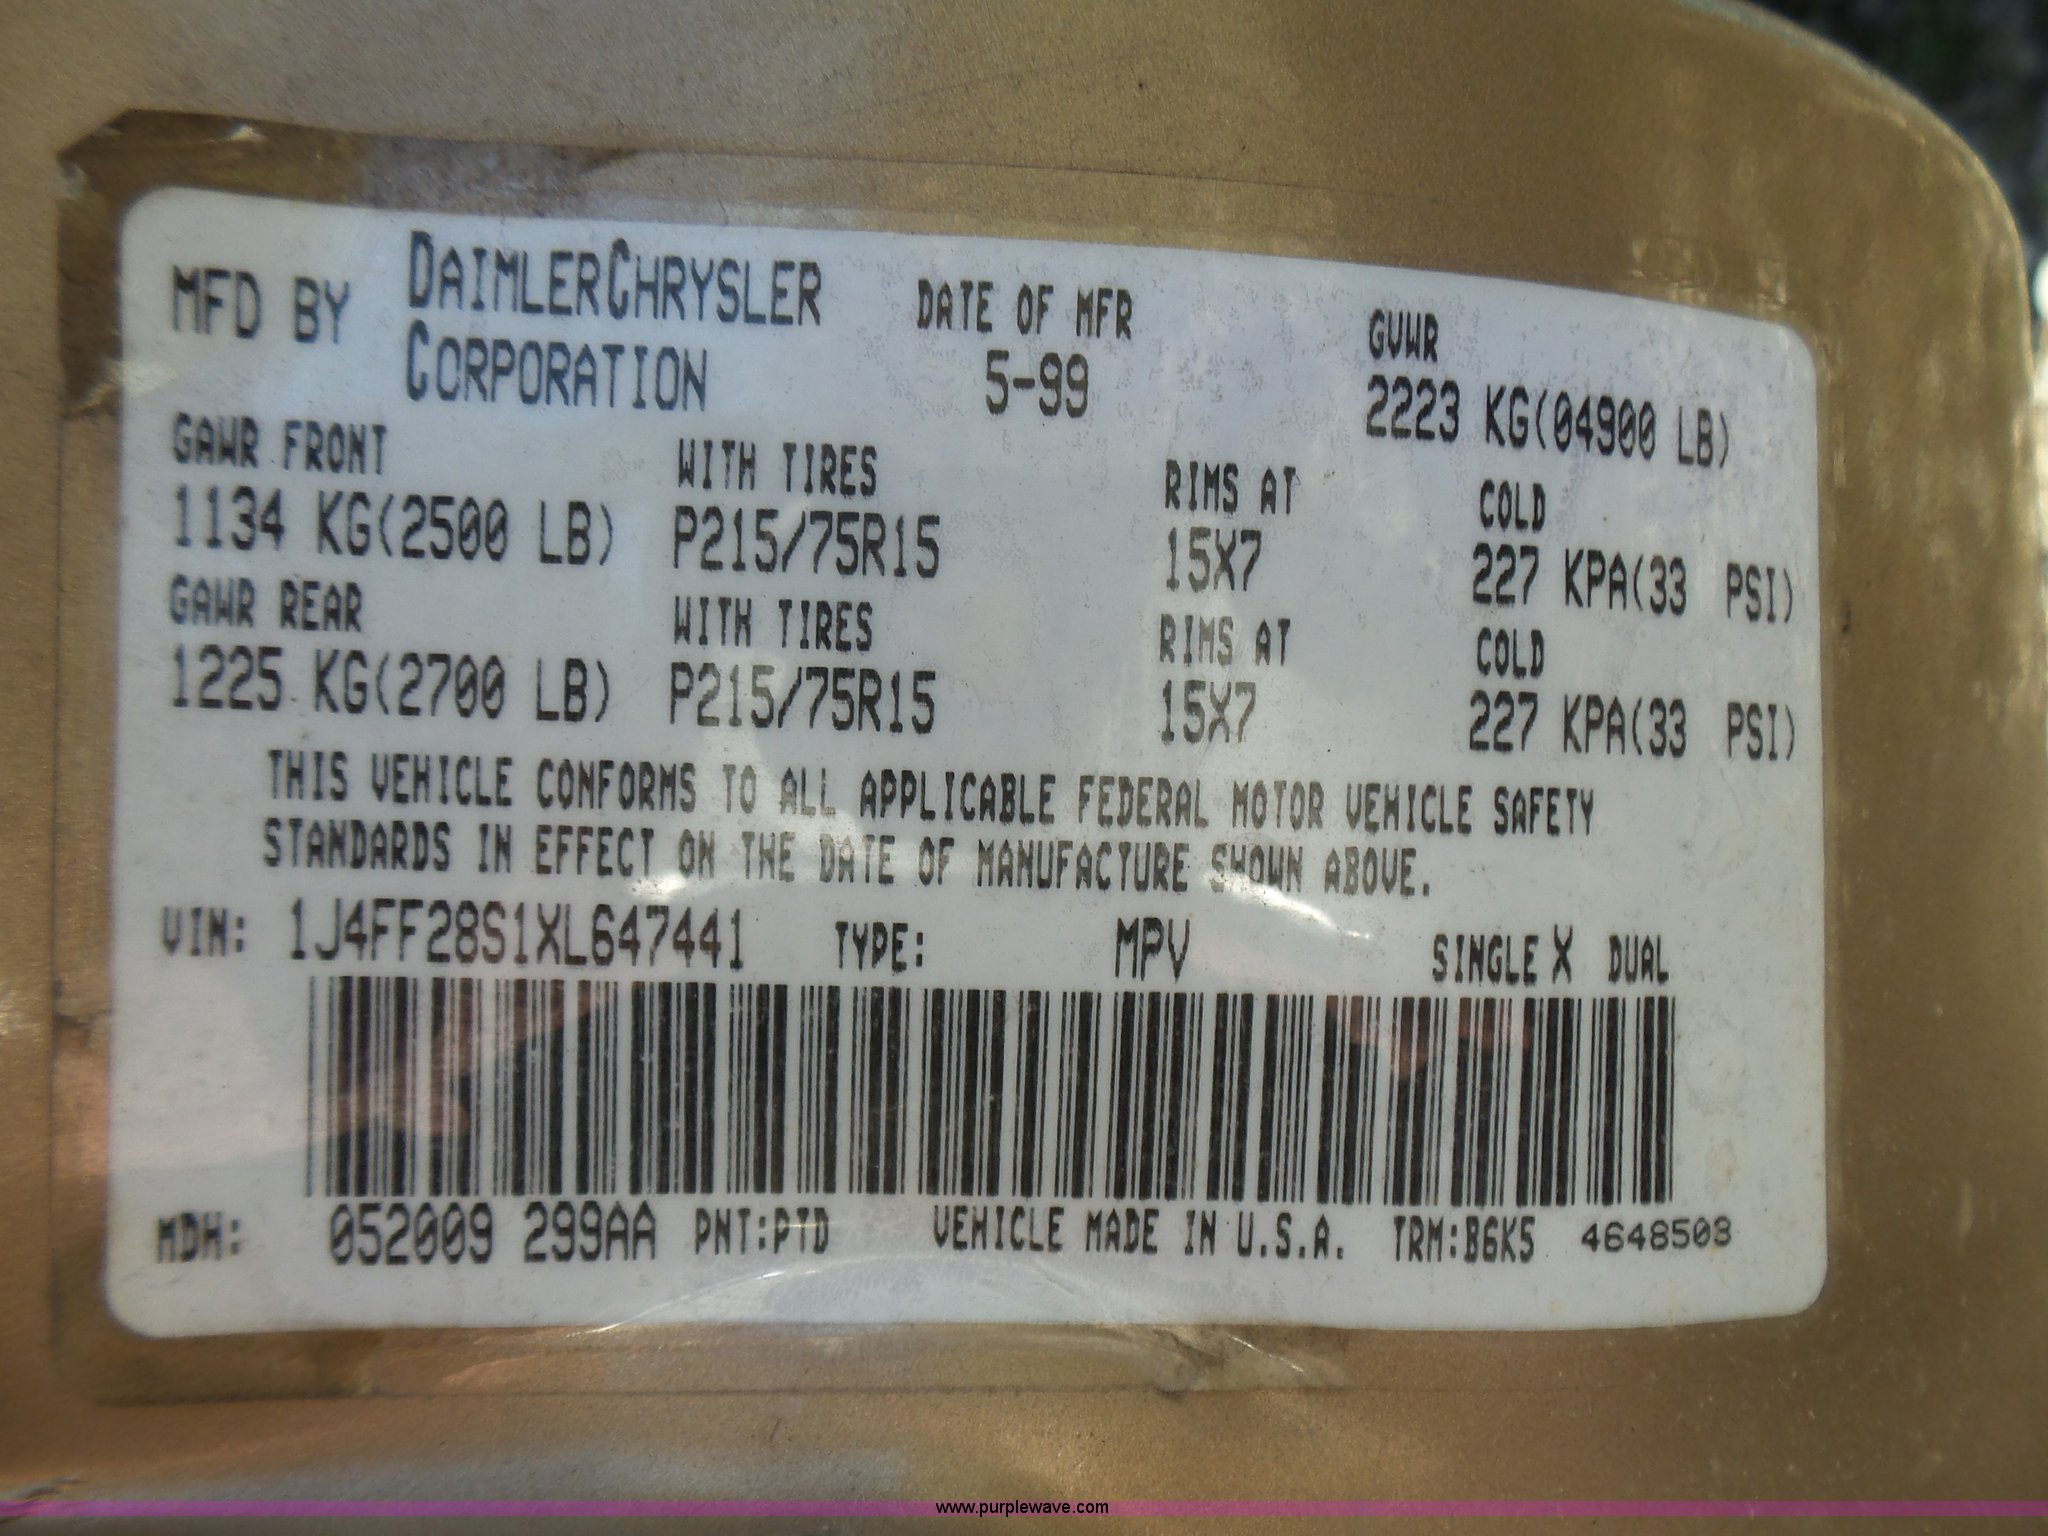 MFD BY DAIMLERCHRYSLER CORPORATION DATE OF MFR 5-99 GVWR 2223 KG(04900 LB)
GAWR FRONT WITH TIRES RIMS AT COLD
1134 KG(2500 LB) P215/75R15 15X7 227 KPA(33 PSI)
GAWR REAR WITH TIRES RIMS AT COLD
1225 KG(2700 LB) P215/75R15 15X7 227 KPA(33 PSI)
THIS VEHICLE CONFORMS TO ALL APPLICABLE FEDERAL MOTOR VEHICLE SAFETY
STANDARDS IN EFFECT ON THE DATE OF MANUFACTURE SHOWN ABOVE.
VIN: 1J4FF28S1XL647441 TYPE: MPV SINGLE X DUAL
MDH: 052009 299AA PNT:PTD VEHICLE MADE IN U.S.A. TRM:B6K5 4648503
www.purplewave.com